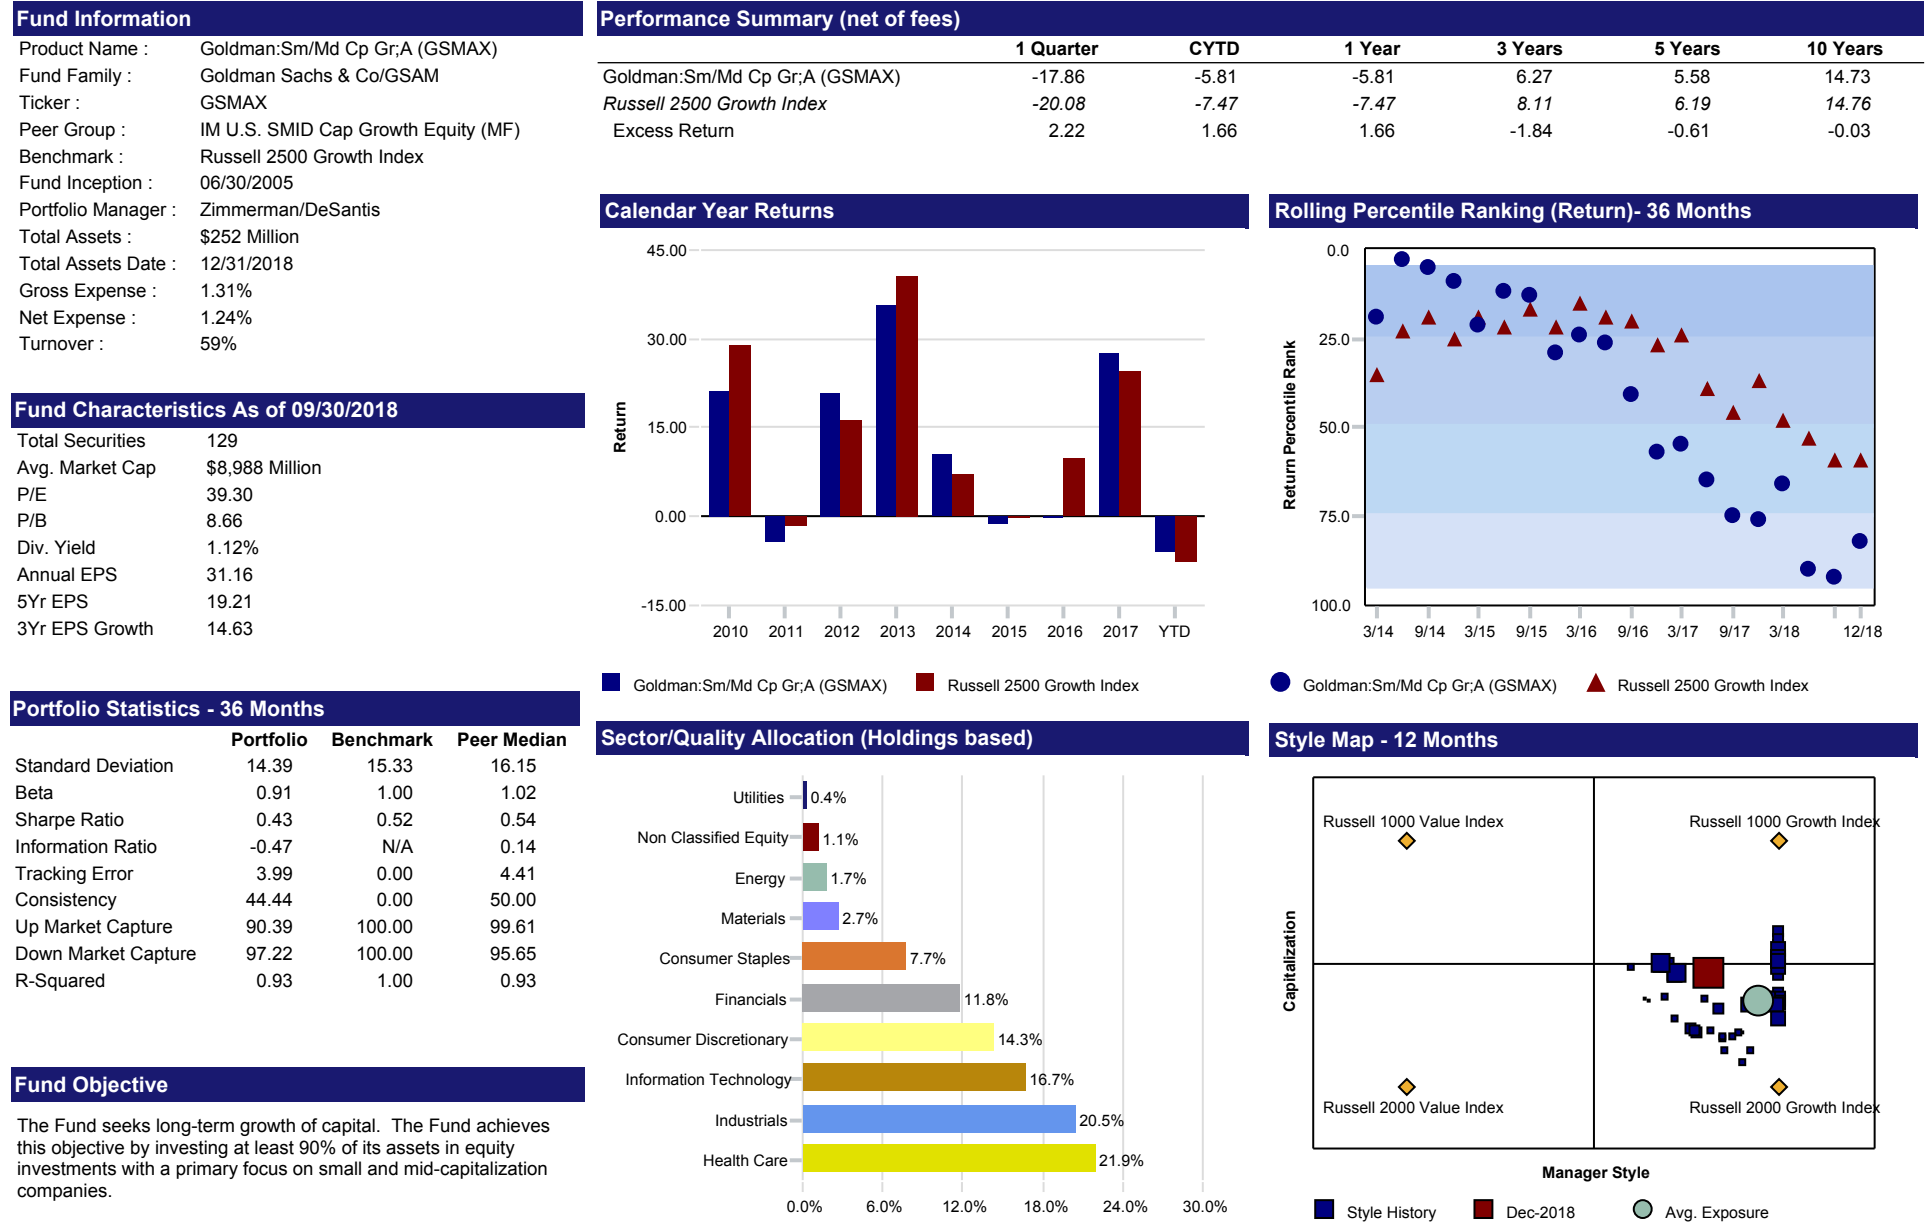 Fund Information
Product Name : Goldman:Sm/Md Cp Gr;A (GSMAX)
Fund Family : Goldman Sachs & Co/GSAM
Ticker : GSMAX
Peer Group : IM U.S. SMID Cap Growth Equity (MF)
Benchmark : Russell 2500 Growth Index
Fund Inception : 06/30/2005
Portfolio Manager : Zimmerman/DeSantis
Total Assets : $252 Million
Total Assets Date : 12/31/2018
Gross Expense : 1.31%
Net Expense : 1.24%
Turnover : 59%
Fund Characteristics As of 09/30/2018
Total Securities 129
Avg. Market Cap $8,988 Million
P/E 39.30
P/B 8.66
Div. Yield 1.12%
Annual EPS 31.16
5Yr EPS 19.21
3Yr EPS Growth 14.63
Portfolio Statistics - 36 Months
Portfolio Benchmark Peer Median
Standard Deviation 14.39 15.33 16.15
Beta 0.91 1.00 1.02
Sharpe Ratio 0.43 0.52 0.54
Information Ratio -0.47 N/A 0.14
Tracking Error 3.99 0.00 4.41
Consistency 44.44 0.00 50.00
Up Market Capture 90.39 100.00 99.61
Down Market Capture 97.22 100.00 95.65
R-Squared 0.93 1.00 0.93
Fund Objective
The Fund seeks long-term growth of capital. The Fund achieves
this objective by investing at least 90% of its assets in equity
investments with a primary focus on small and mid-capitalization
companies.
Performance Summary (net of fees)
1 Quarter CYTD 1 Year 3 Years 5 Years 10 Years
Goldman:Sm/Md Cp Gr;A (GSMAX) -17.86 -5.81 -5.81 6.27 5.58 14.73
Russell 2500 Growth Index -20.08 -7.47 -7.47 8.11 6.19 14.76
Excess Return 2.22 1.66 1.66 -1.84 -0.61 -0.03
Calendar Year Returns
Return
45.00
30.00
15.00
0.00
-15.00
2010 2011 2012 2013 2014 2015 2016 2017 YTD
Goldman:Sm/Md Cp Gr;A (GSMAX) Russell 2500 Growth Index
Rolling Percentile Ranking (Return)- 36 Months
Return Percentile Rank
0.0
25.0
50.0
75.0
100.0
3/14 9/14 3/15 9/15 3/16 9/16 3/17 9/17 3/18 12/18
Goldman:Sm/Md Cp Gr;A (GSMAX) Russell 2500 Growth Index
Sector/Quality Allocation (Holdings based)
Utilities 0.4%
Non Classified Equity 1.1%
Energy 1.7%
Materials 2.7%
Consumer Staples 7.7%
Financials 11.8%
Consumer Discretionary 14.3%
Information Technology 16.7%
Industrials 20.5%
Health Care 21.9%
0.0% 6.0% 12.0% 18.0% 24.0% 30.0%
Style Map - 12 Months
Capitalization
Russell 1000 Value Index Russell 1000 Growth Index
Russell 2000 Value Index Russell 2000 Growth Index
Manager Style
Style History Dec-2018 Avg. Exposure